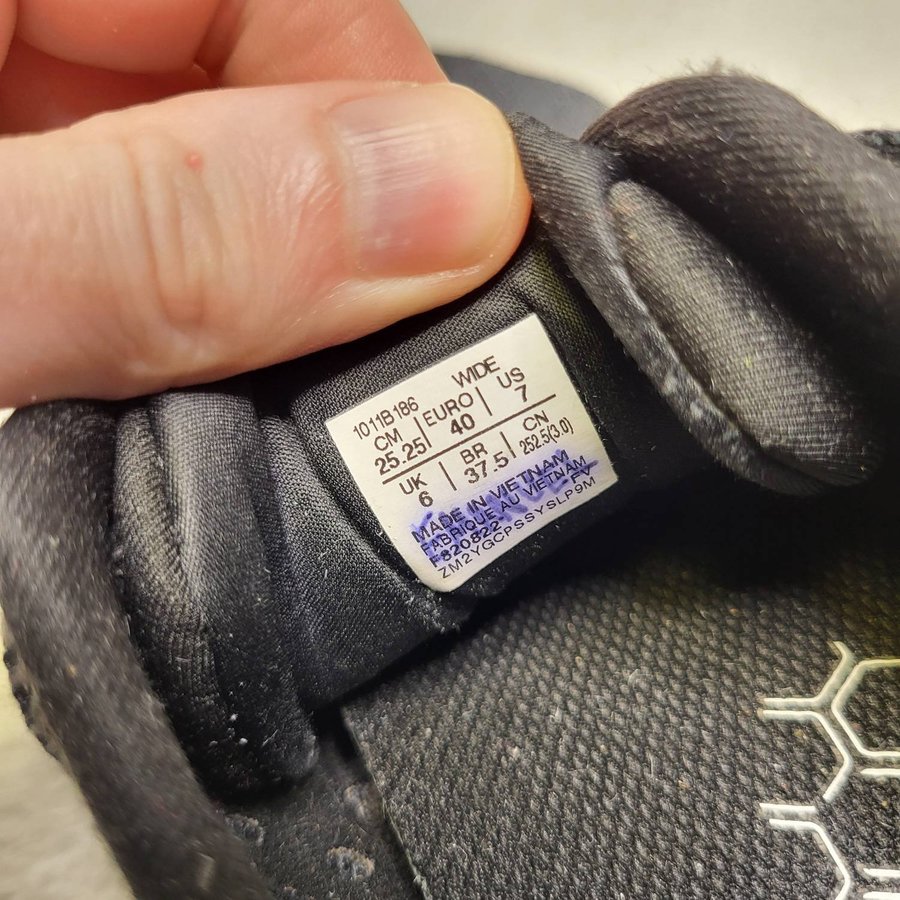 WIDE
1011B186
CM EURO US
25.25 40 7
UK BR CN
6 37.5 252.5(3.0)
MADE IN VIETNAM
FABRIQUE AU VIETNAM
F820822 FY
ZM2YGCPSSYSLP9M